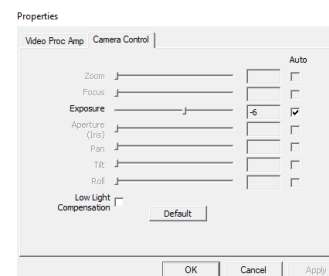 Properties
Video Proc Amp Camera Control
Auto
Zoom
Focus
Exposure -6
Aperture
(Iris)
Pan
Tilt
Roll
Low Light
Compensation
Default
OK Cancel Apply